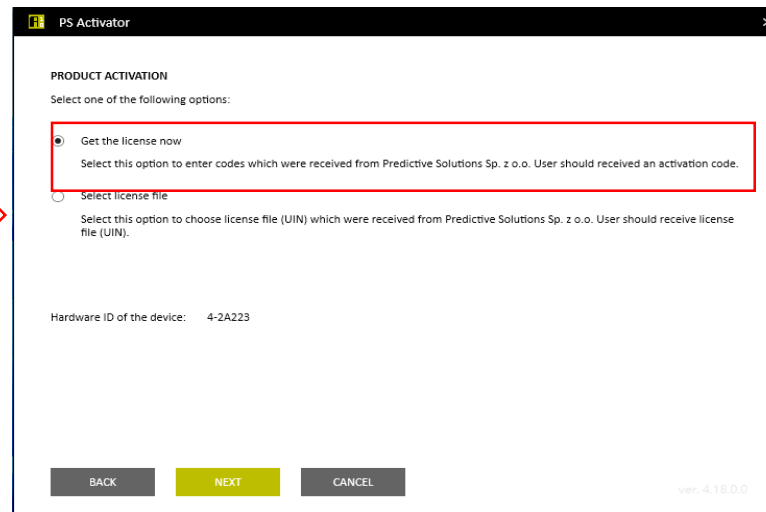 PS Activator
PRODUCT ACTIVATION
Select one of the following options:
Get the license now
Select this option to enter codes which were received from Predictive Solutions Sp. z o.o. User should received an activation code.
Select license file
Select this option to choose license file (UIN) which were received from Predictive Solutions Sp. z o.o. User should receive license
file (UIN).
Hardware ID of the device: 4-2A223
BACK NEXT CANCEL
ver. 4.18.0.0